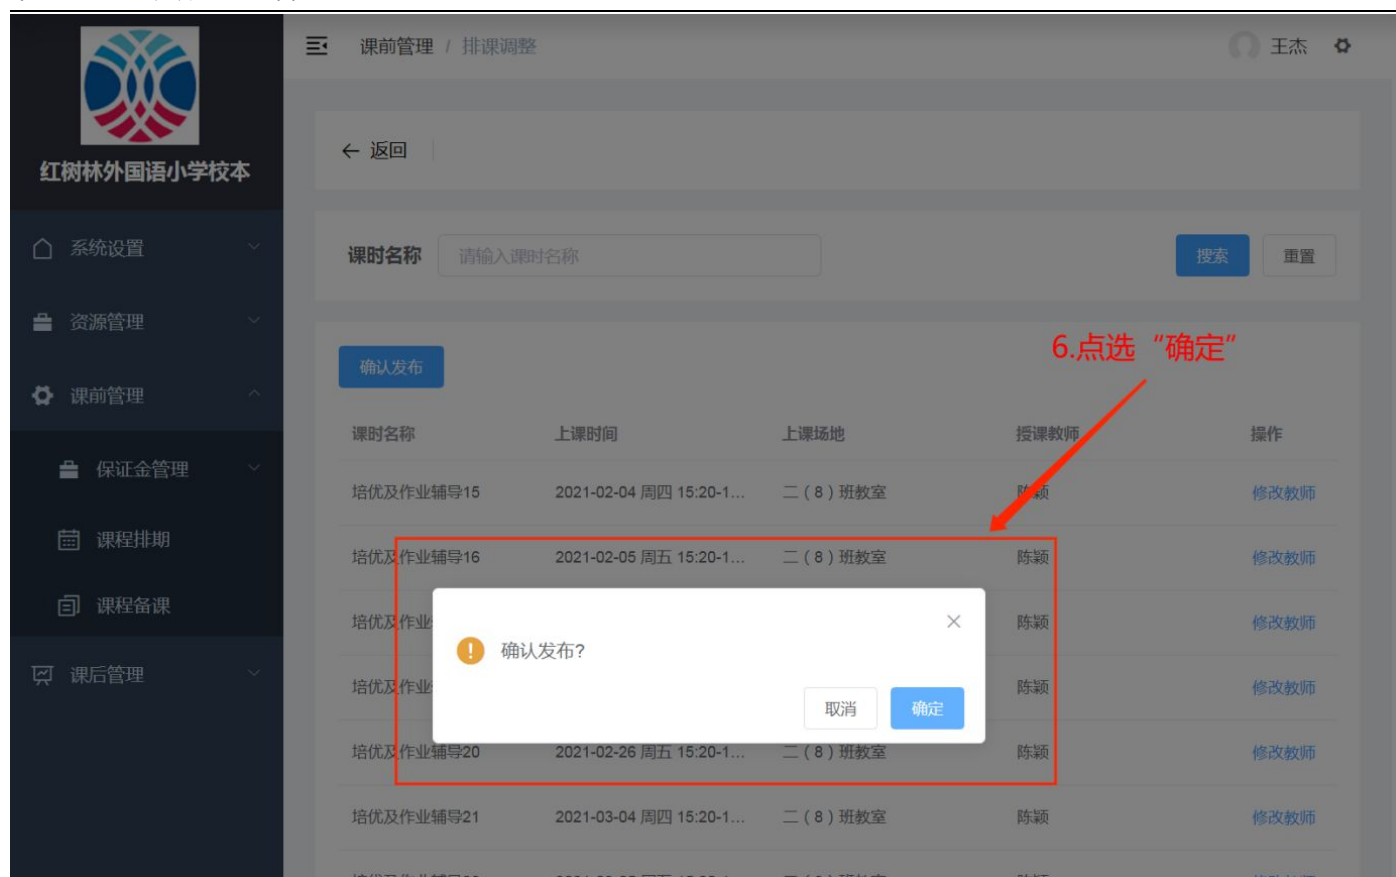 课前管理 / 排课调整
王杰
红树林外国语小学校本
返回
系统设置
课时名称 请输入课时名称 搜索 重置
资源管理
6.点选“确定”
确认发布
课前管理
课时名称 上课时间 上课场地 授课教师 操作
保证金管理
培优及作业辅导15 2021-02-04 周四 15:20-1... 二（8）班教室 陈颖 修改教师
课程排期
培优及作业辅导16 2021-02-05 周五 15:20-1... 二（8）班教室 陈颖 修改教师
课程备课
培优及作业 陈颖 修改教师
确认发布?
课后管理
培优及作业 陈颖 修改教师
取消 确定
培优及作业辅导20 2021-02-26 周五 15:20-1... 二（8）班教室 陈颖 修改教师
培优及作业辅导21 2021-03-04 周四 15:20-1... 二（8）班教室 陈颖 修改教师